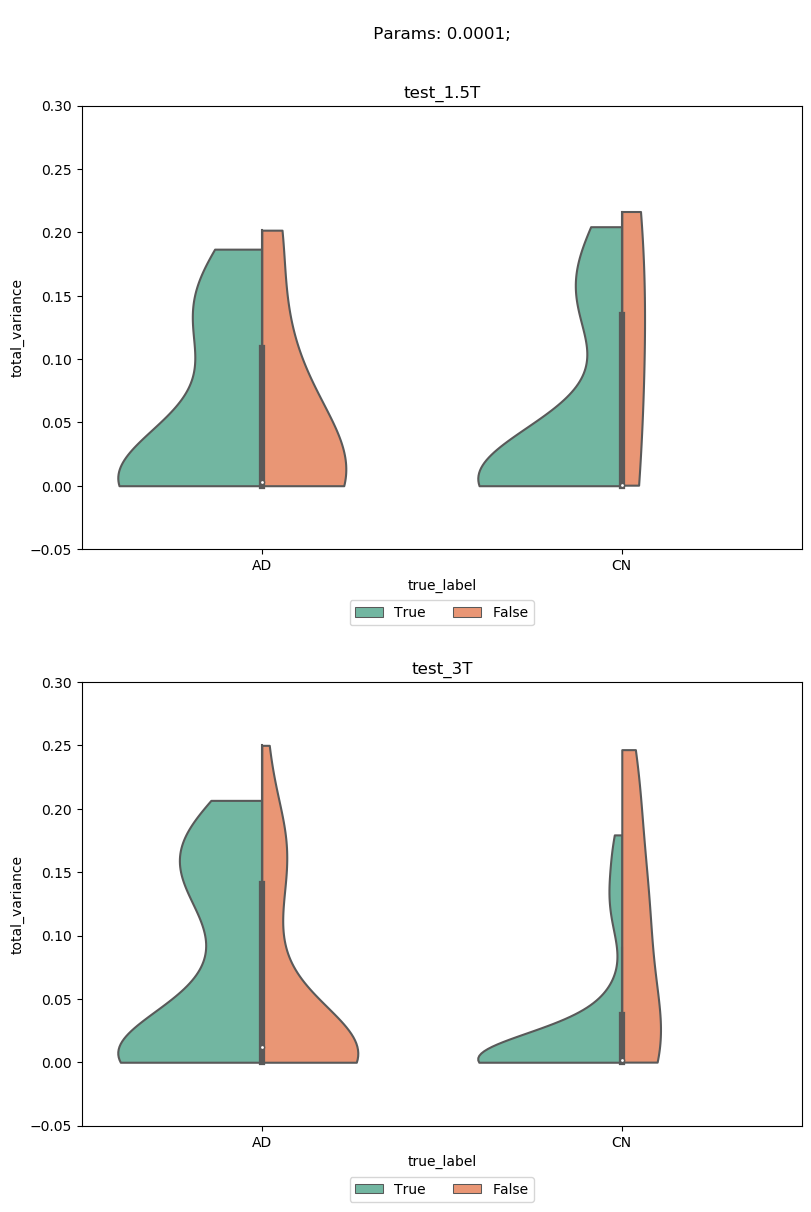 Params: 0.0001;
test_1.5T
0.30
0.25
0.20
0.15
0.10
0.05
0.00
−0.05
total_variance
AD CN
true_label
True False
test_3T
0.30
0.25
0.20
0.15
0.10
0.05
0.00
−0.05
total_variance
AD CN
true_label
True False